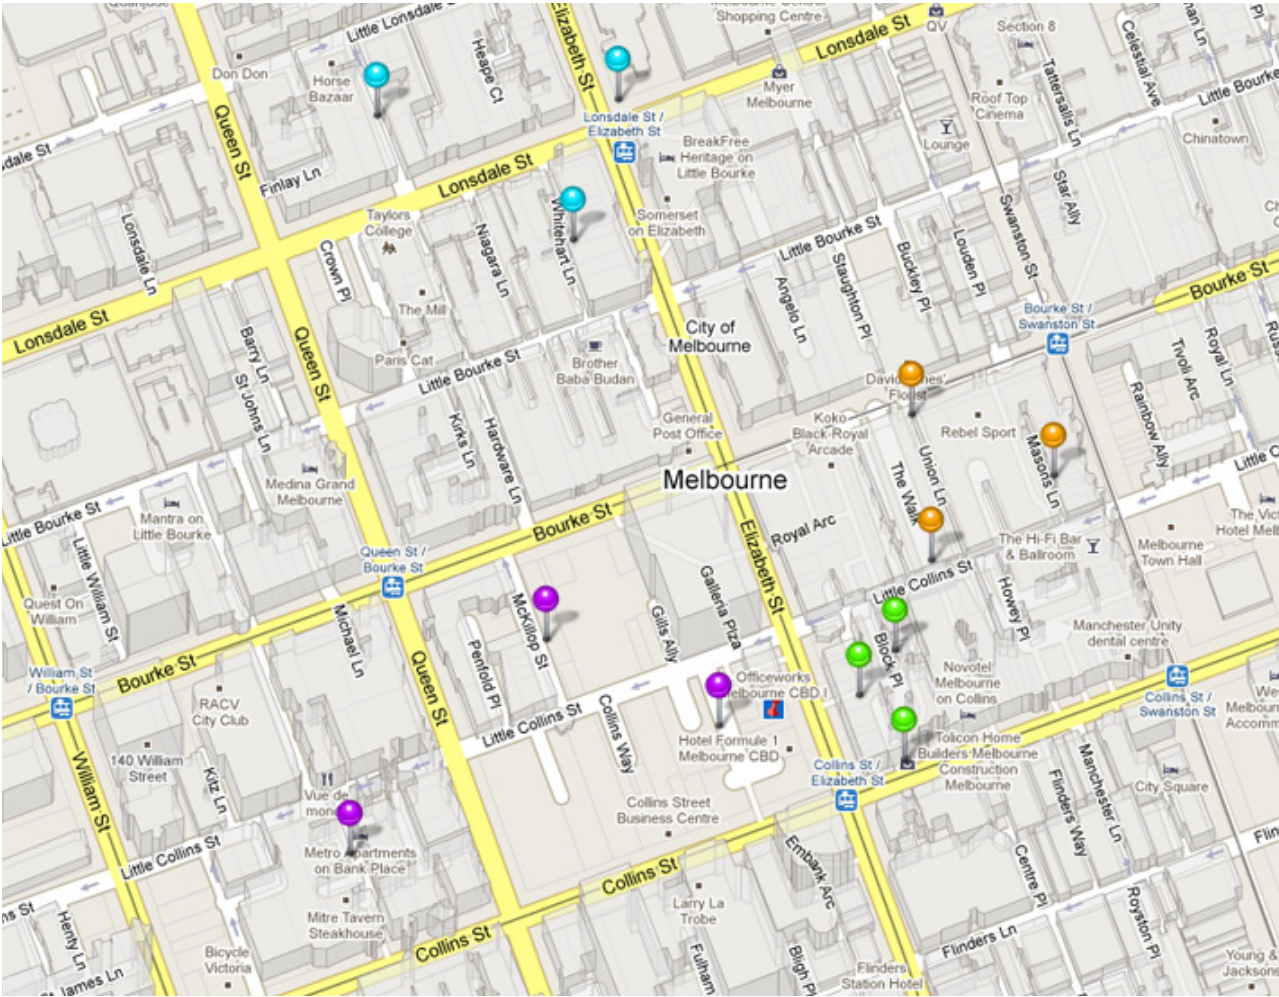 Shopping Centre
QV
Section 8
Lonsdale St
Elizabeth St
Little Lonsdale
Don Don
Horse
Bazaar
Heape Ct
Myer
Melbourne
Roof Top
Cinema
Tattersalls Ln
Celestial Ave
Little Bourke
Chinatown
Queen St
Lonsdale St /
Elizabeth St
BreakFree
Heritage on
Little Bourke
Lounge
Finlay Ln
Lonsdale St
Whitehart Ln
Somerset
on Elizabeth
Star Ally
Swanston St
Taylors
College
Lonsdale Ln
Crown Pl
Niagara Ln
Little Bourke St
Buckley Pl
Louden Pl
Staughton Pl
Angelo Ln
Bourke St
The Mill
Lonsdale St
Queen St
City of
Melbourne
Bourke St /
Swanston St
Barry Ln
Paris Cat
Little Bourke St
Brother
Baba Budan
Tivoli Arc
Royal Ln
St Johns Ln
Kirks Ln
Hardware Ln
General
Post Office
Koko
Black-Royal
Arcade
Rebel Sport
Masons Ln
Rainbow Ally
Medina Grand
Melbourne
Melbourne
Union Ln
The Walk
Little Bourke St
Mantra on
Little Bourke
Bourke St
Elizabeth St
Royal Arc
The Hi-Fi Bar
& Ballroom
Melbourne
Town Hall
Queen St /
Bourke St
Little William St
Quest On
William
Galleria Plza
Little Collins St
Howey Pl
McKillop St
Gills Ally
Michael Ln
Penfold Pl
Block Pl
Manchester Unity
dental centre
William St
/ Bourke St
Bourke St
Queen St
Officeworks
Melbourne CBD
Novotel
Melbourne
on Collins
Collins St /
Swanston St
RACV
City Club
Little Collins St
Collins Way
Hotel Formule 1
Melbourne CBD
Tolicon Home
Builders Melbourne
Construction
Melbourne
140 William
Street
William St
Kitz Ln
Vue de
Collins St /
Elizabeth St
Collins Street
Business Centre
Flinders Way
Manchester Ln
City Square
Little Collins St
Metro Apartments
on Bank Place
Embank Arc
Collins St
Centre Pl
Larry La
Trobe
Royston Pl
Mitre Tavern
Steakhouse
Henty Ln
Collins St
Flinders Ln
Bicycle
Victoria
Fulham
Bligh Pl
Flinders
Station Hotel
Young &
Jacksons
St James Ln